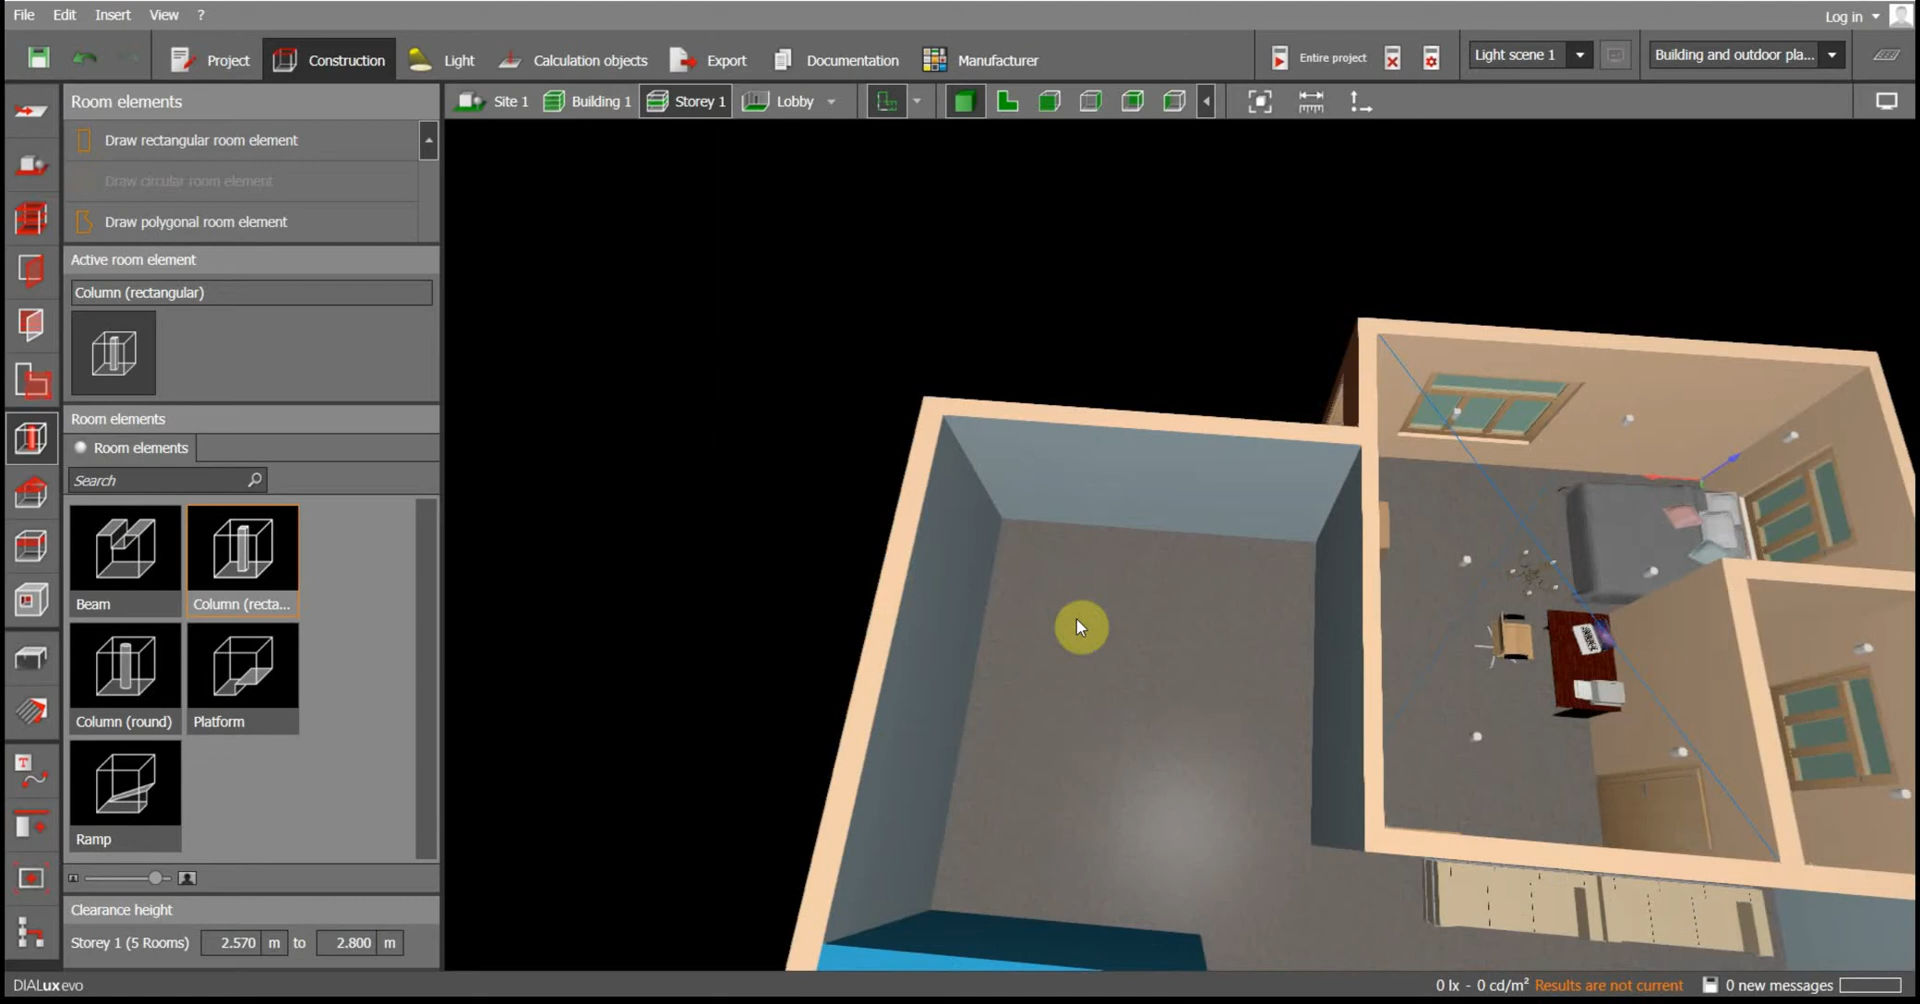 File Edit Insert View ?
Log in
Project Construction Light Calculation objects Export Documentation Manufacturer
Entire project
Light scene 1
Building and outdoor pla...
Room elements
Site 1 Building 1 Storey 1 Lobby
Draw rectangular room element
Draw circular room element
Draw polygonal room element
Active room element
Column (rectangular)
Room elements
Room elements
Search
Beam Column (recta...
Column (round) Platform
Ramp
Clearance height
Storey 1 (5 Rooms) 2.570 m to 2.800 m
DIALux evo
0 lx - 0 cd/m² Results are not current 0 new messages